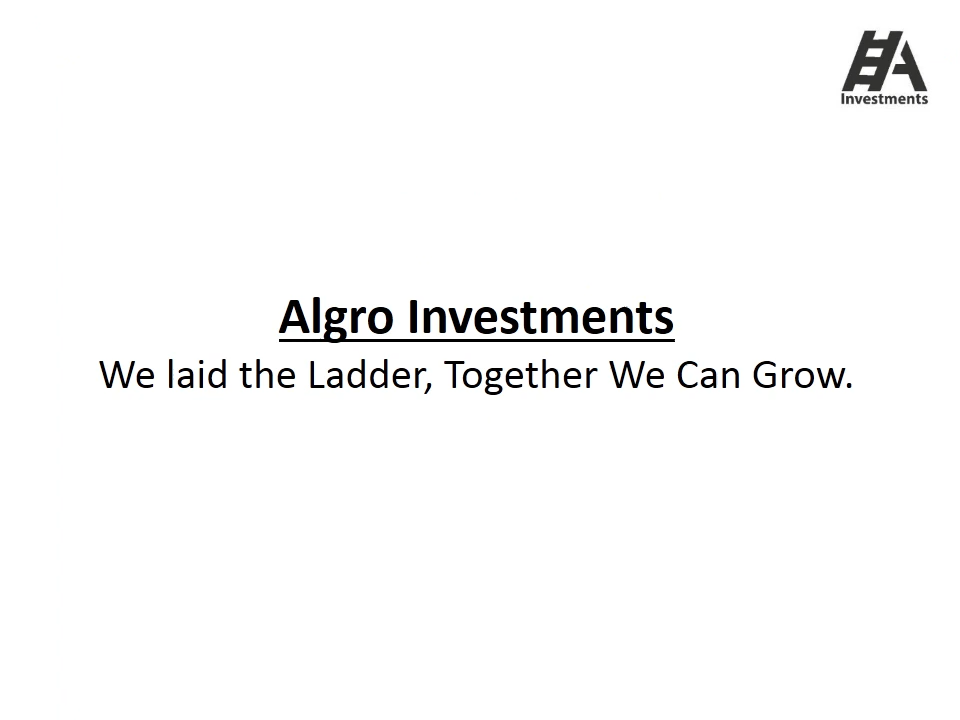 A
Investments
Algro Investments
We laid the Ladder, Together We Can Grow.